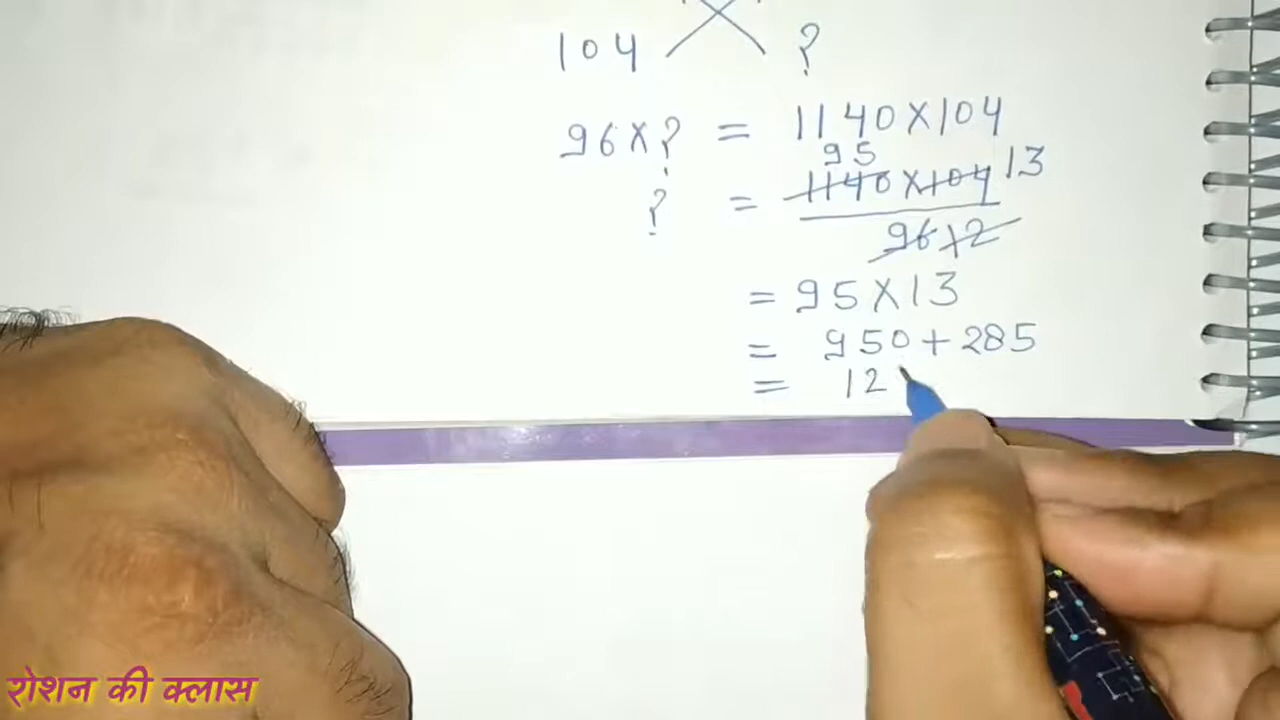 104 ?
96 X ? = 1140 X 104
95
? = 1140 X 104 13
96 X 2
= 95 X 13
= 950 + 285
= 12
रोशन की क्लास